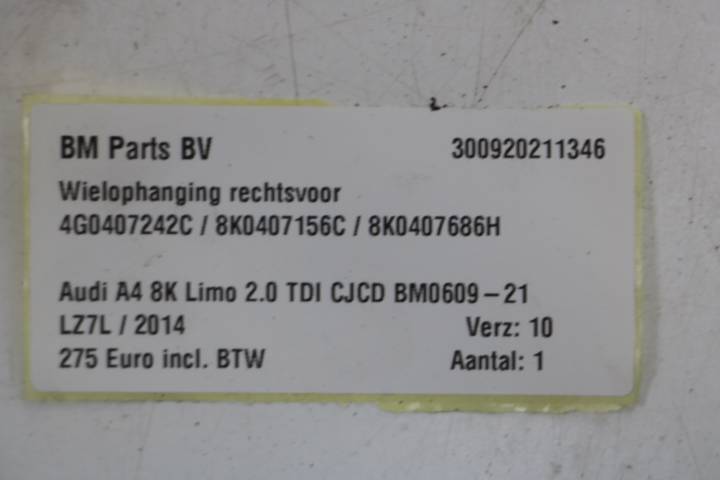 BM Parts BV 300920211346
Wielophanging rechtsvoor
4G0407242C / 8K0407156C / 8K0407686H
Audi A4 8K Limo 2.0 TDI CJCD BM0609-21
LZ7L / 2014 Verz: 10
275 Euro incl. BTW Aantal: 1